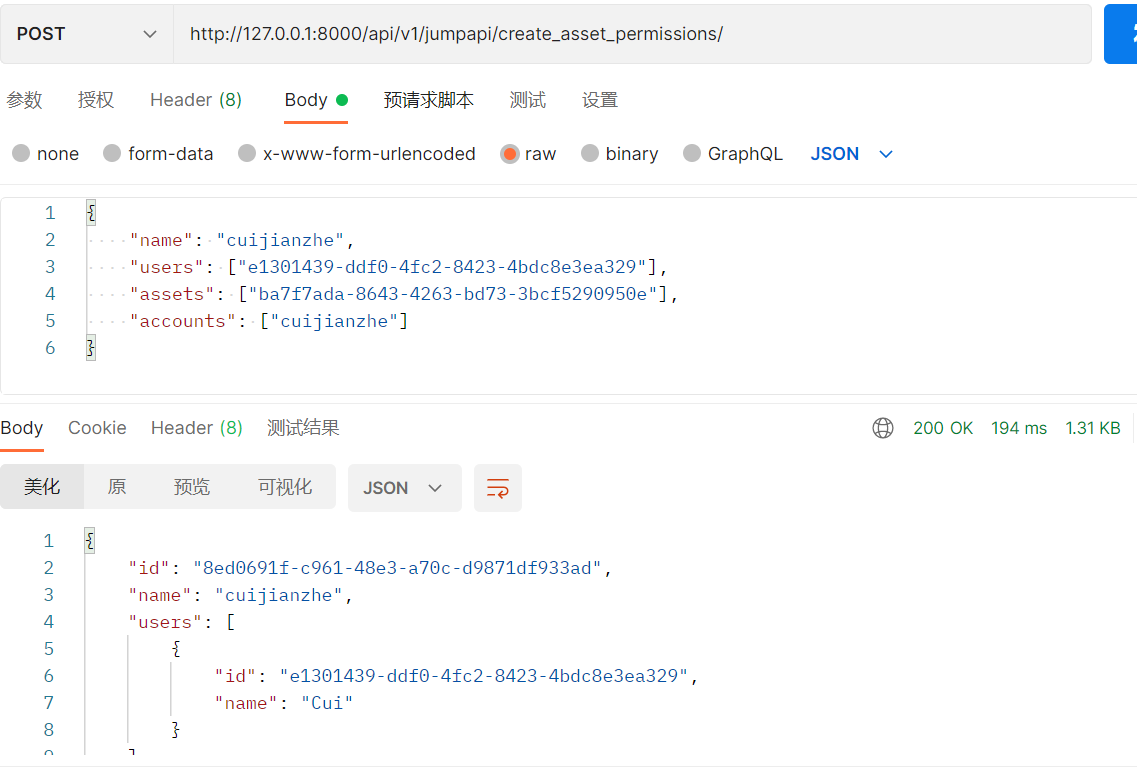 POST http://127.0.0.1:8000/api/v1/jumpapi/create_asset_permissions/
参数 授权 Header (8) Body 预请求脚本 测试 设置
none form-data x-www-form-urlencoded raw binary GraphQL JSON
1 {
2 "name": "cuijianzhe",
3 "users": ["e1301439-ddf0-4fc2-8423-4bdc8e3ea329"],
4 "assets": ["ba7f7ada-8643-4263-bd73-3bcf5290950e"],
5 "accounts": ["cuijianzhe"]
6 }
Body Cookie Header (8) 测试结果 200 OK 194 ms 1.31 KB
美化 原 预览 可视化 JSON
1 {
2 "id": "8ed0691f-c961-48e3-a70c-d9871df933ad",
3 "name": "cuijianzhe",
4 "users": [
5 {
6 "id": "e1301439-ddf0-4fc2-8423-4bdc8e3ea329",
7 "name": "Cui"
8 }
9 ]